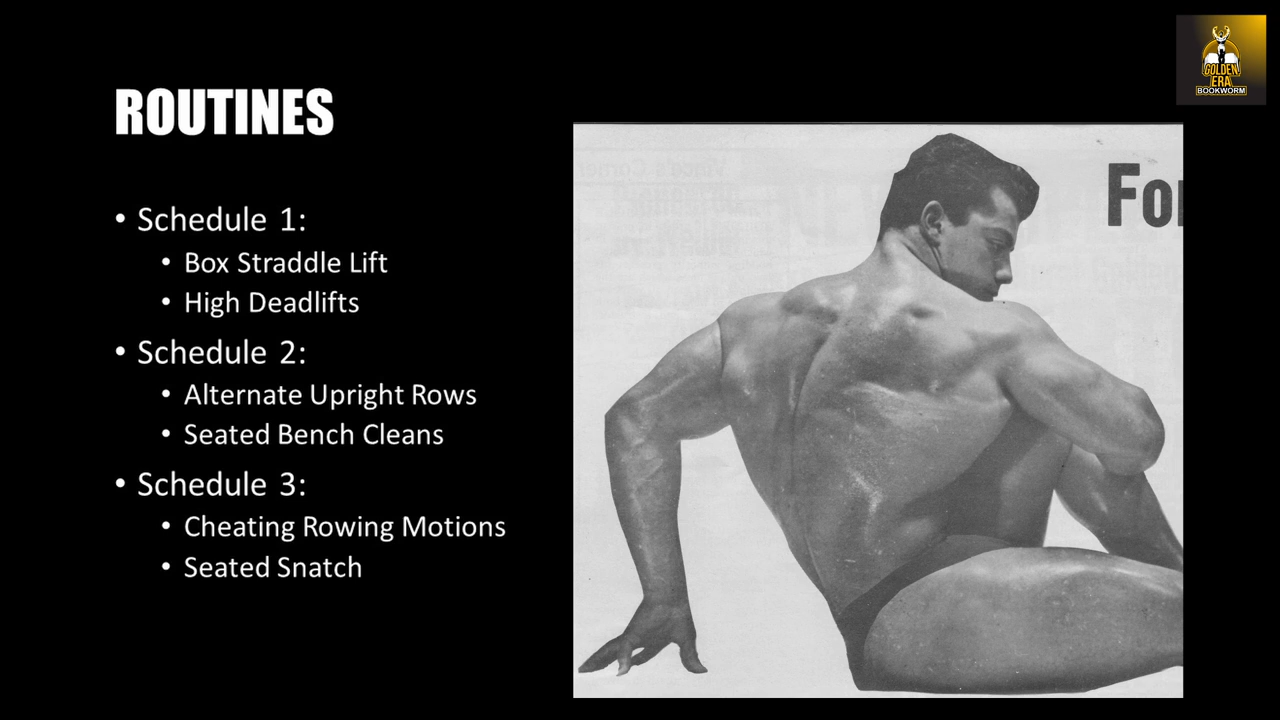 GOLDEN
ERA
BOOKWORM
ROUTINES
• Schedule 1:
• Box Straddle Lift
• High Deadlifts
• Schedule 2:
• Alternate Upright Rows
• Seated Bench Cleans
• Schedule 3:
• Cheating Rowing Motions
• Seated Snatch
For